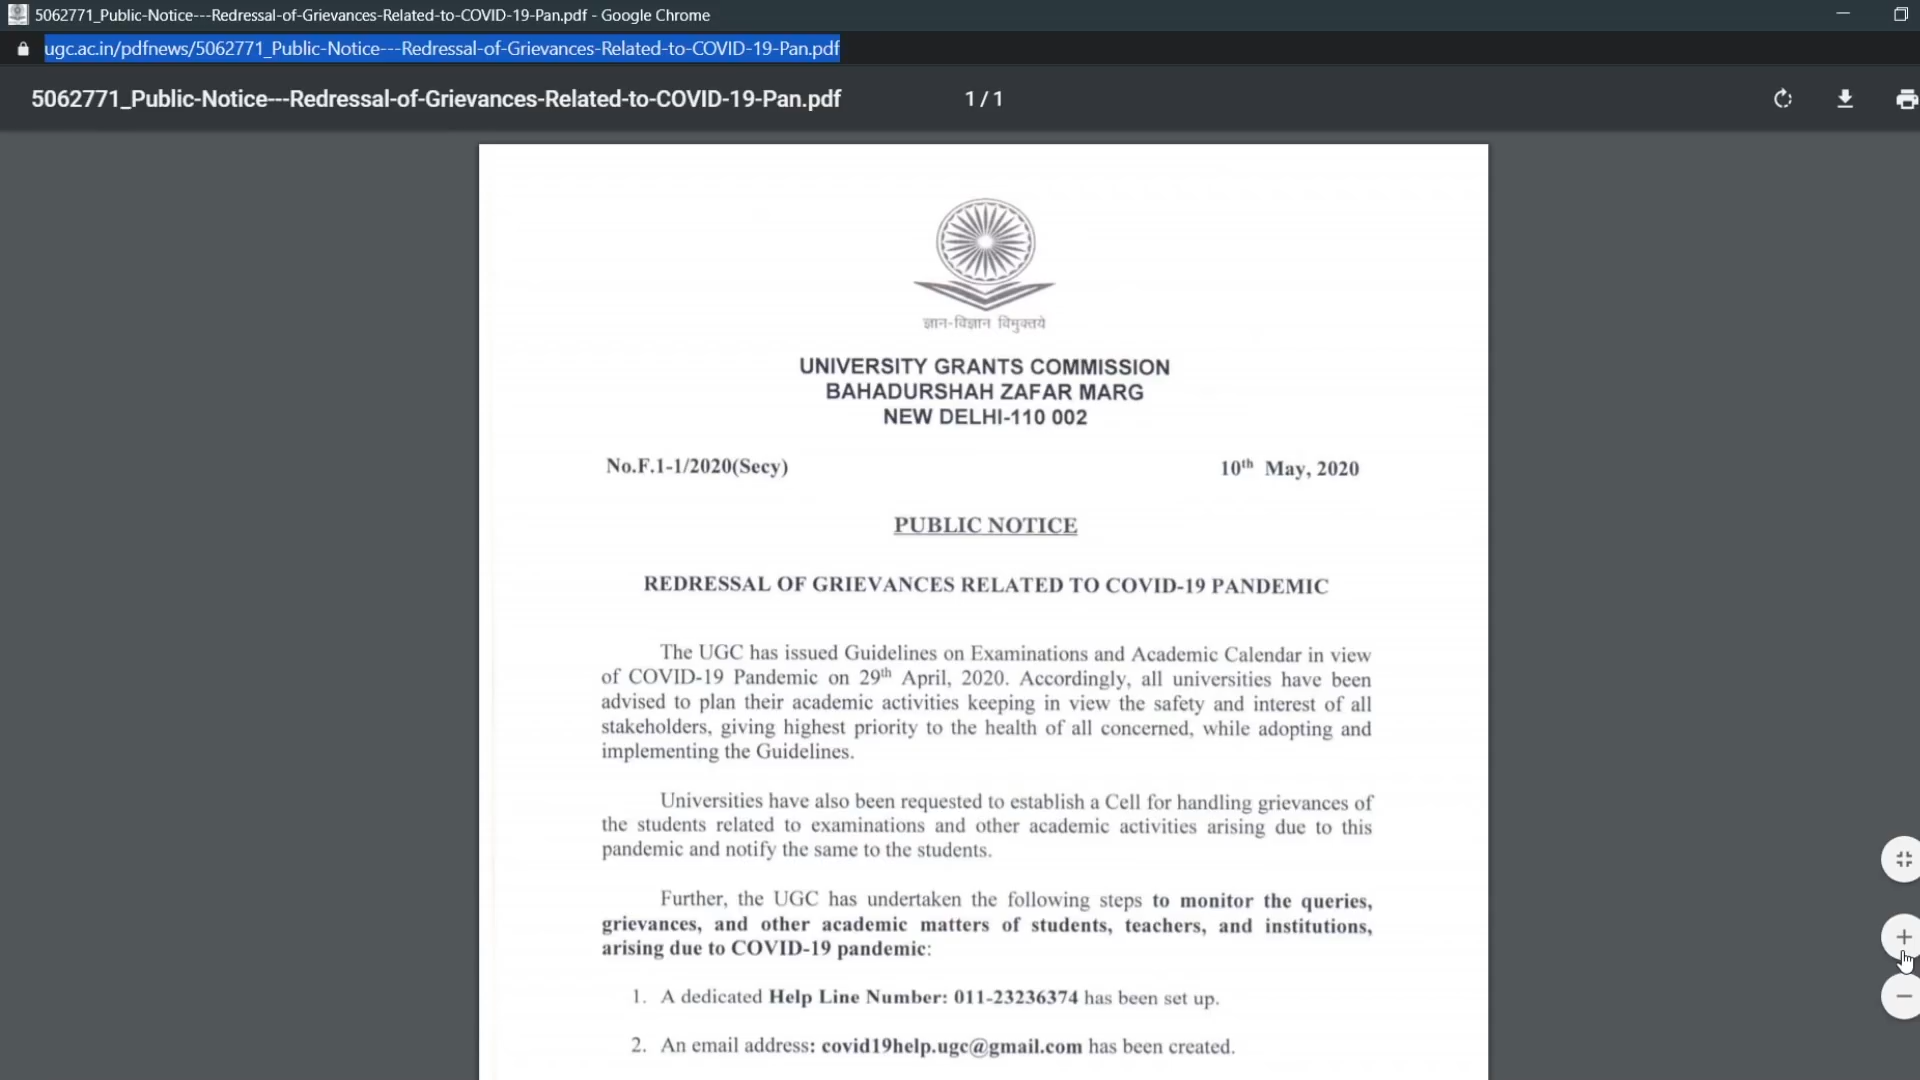 5062771_Public-Notice---Redressal-of-Grievances-Related-to-COVID-19-Pan.pdf - Google Chrome
ugc.ac.in/pdfnews/5062771_Public-Notice---Redressal-of-Grievances-Related-to-COVID-19-Pan.pdf
5062771_Public-Notice---Redressal-of-Grievances-Related-to-COVID-19-Pan.pdf 1 / 1
ज्ञान-विज्ञान विमुक्तये
UNIVERSITY GRANTS COMMISSION
BAHADURSHAH ZAFAR MARG
NEW DELHI-110 002
No.F.1-1/2020(Secy) 10th May, 2020
PUBLIC NOTICE
REDRESSAL OF GRIEVANCES RELATED TO COVID-19 PANDEMIC
The UGC has issued Guidelines on Examinations and Academic Calendar in view
of COVID-19 Pandemic on 29th April, 2020. Accordingly, all universities have been
advised to plan their academic activities keeping in view the safety and interest of all
stakeholders, giving highest priority to the health of all concerned, while adopting and
implementing the Guidelines.
Universities have also been requested to establish a Cell for handling grievances of
the students related to examinations and other academic activities arising due to this
pandemic and notify the same to the students.
Further, the UGC has undertaken the following steps to monitor the queries,
grievances, and other academic matters of students, teachers, and institutions,
arising due to COVID-19 pandemic:
1. A dedicated Help Line Number: 011-23236374 has been set up.
2. An email address: covid19help.ugc@gmail.com has been created.